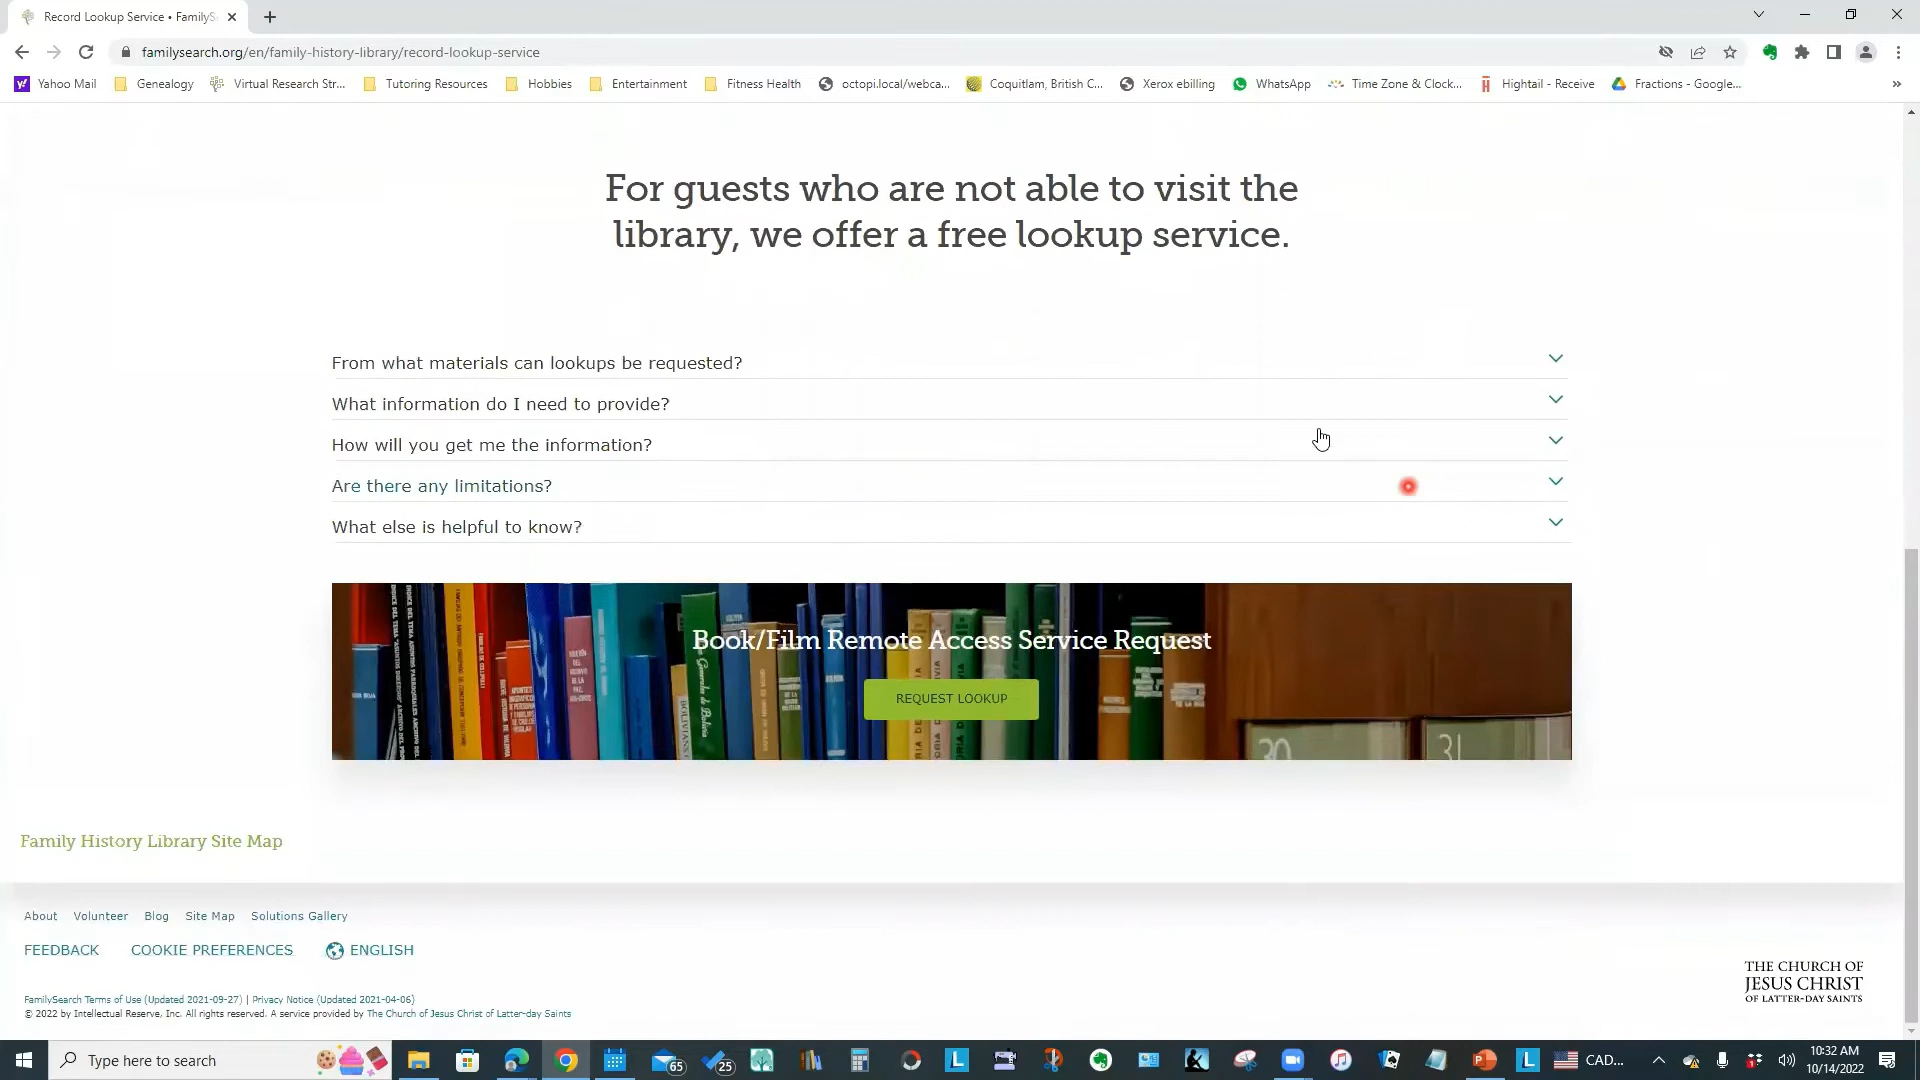 Record Lookup Service • FamilyS
familysearch.org/en/family-history-library/record-lookup-service
Yahoo Mail
Genealogy
Virtual Research Str...
Tutoring Resources
Hobbies
Entertainment
Fitness Health
octopi.local/webca...
Coquitlam, British C...
Xerox ebilling
WhatsApp
Time Zone & Clock...
Hightail - Receive
Fractions - Google...
»
For guests who are not able to visit the
library, we offer a free lookup service.
From what materials can lookups be requested?
What information do I need to provide?
How will you get me the information?
Are there any limitations?
What else is helpful to know?
Book/Film Remote Access Service Request
REQUEST LOOKUP
30
31
Family History Library Site Map
About Volunteer Blog Site Map Solutions Gallery
FEEDBACK COOKIE PREFERENCES ENGLISH
THE CHURCH OF
JESUS CHRIST
OF LATTER-DAY SAINTS
FamilySearch Terms of Use (Updated 2021-09-27) | Privacy Notice (Updated 2021-04-06)
© 2022 by Intellectual Reserve, Inc. All rights reserved. A service provided by The Church of Jesus Christ of Latter-day Saints
Type here to search
65
25
CAD...
10:32 AM
10/14/2022